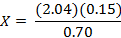 X = (2.04)(0.15) / 0.70